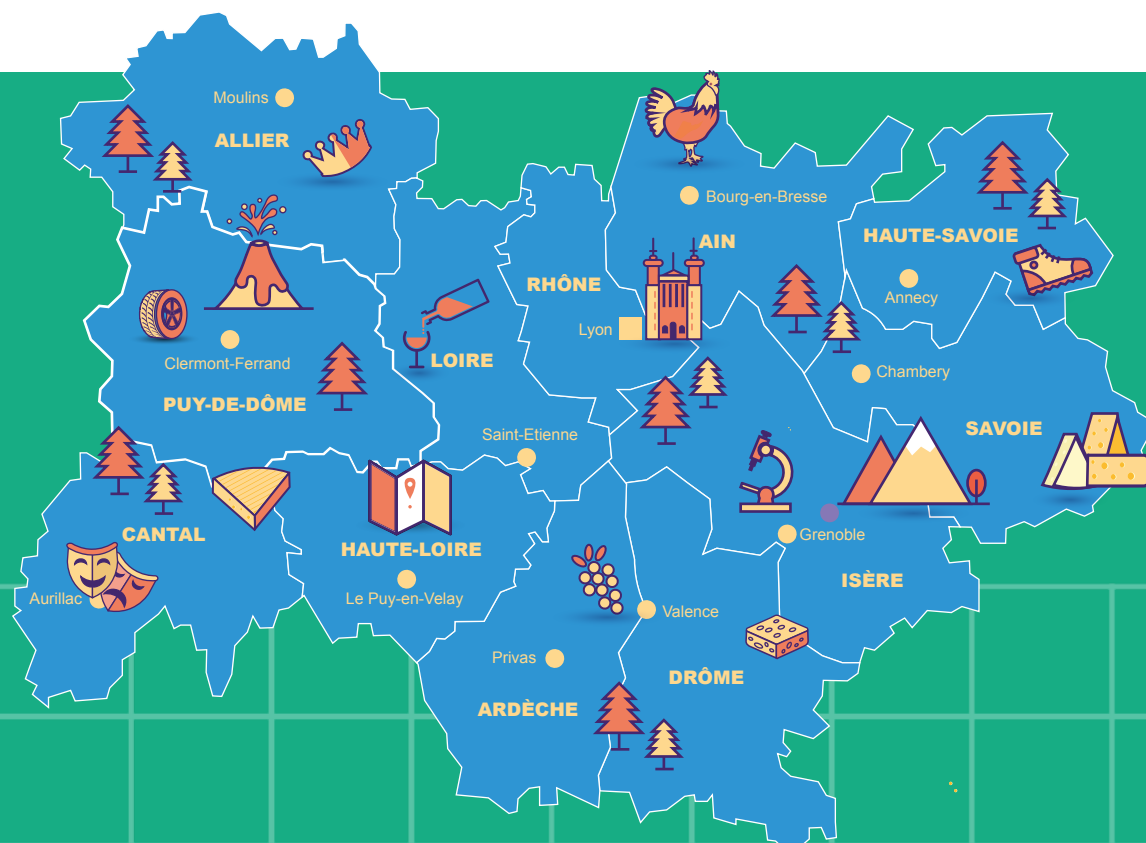 Moulins
ALLIER
Bourg-en-Bresse
AIN
HAUTE-SAVOIE
Annecy
RHÔNE
Lyon
LOIRE
Clermont-Ferrand
PUY-DE-DÔME
Chambery
SAVOIE
Saint-Etienne
CANTAL
Grenoble
HAUTE-LOIRE
ISÈRE
Aurillac
Le Puy-en-Velay
Valence
Privas
DRÔME
ARDÈCHE